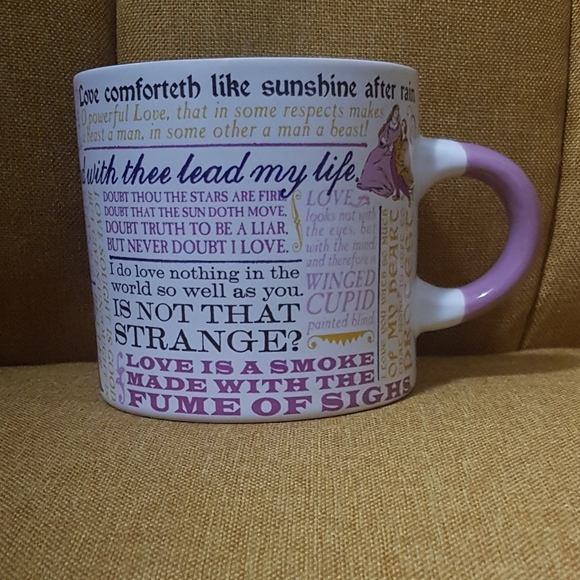 Love comforteth like sunshine after rain
O powerful Love, that in some respects makes
a beast a man, in some other a man a beast!
with thee lead my life.
DOUBT THOU THE STARS ARE FIRE,
DOUBT THAT THE SUN DOTH MOVE,
DOUBT TRUTH TO BE A LIAR,
BUT NEVER DOUBT I LOVE.
LOVE
looks not with
the eyes, but
with the mind,
and therefore is
WINGED
CUPID
painted blind.
I do love nothing in the
world so well as you.
IS NOT THAT
STRANGE?
LOVE IS A SMOKE
MADE WITH THE
FUME OF SIGHS
OF MY HEART